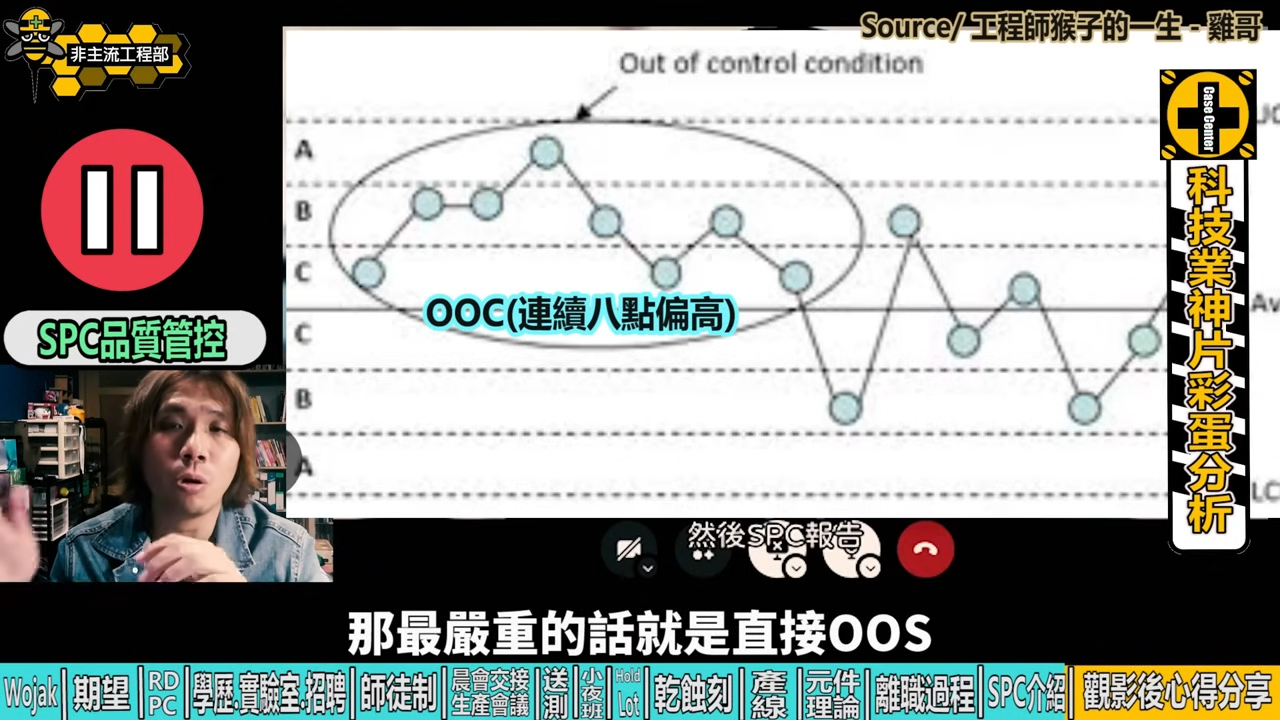 非主流工程部
Source/ 工程師猴子的一生 - 雞哥
Out of control condition
A
B
C
C
B
A
Av
LC
OOC(連續八點偏高)
SPC品質管控
Case Center
科技業神片彩蛋分析
然後SPC報告
那最嚴重的話就是直接OOS
Wojak
期望
RD
PC
學歷.實驗室.招聘
師徒制
晨會交接
生產會議
送測
小夜班
Hold
Lot
乾蝕刻
產線
元件
理論
離職過程
SPC介紹
觀影後心得分享